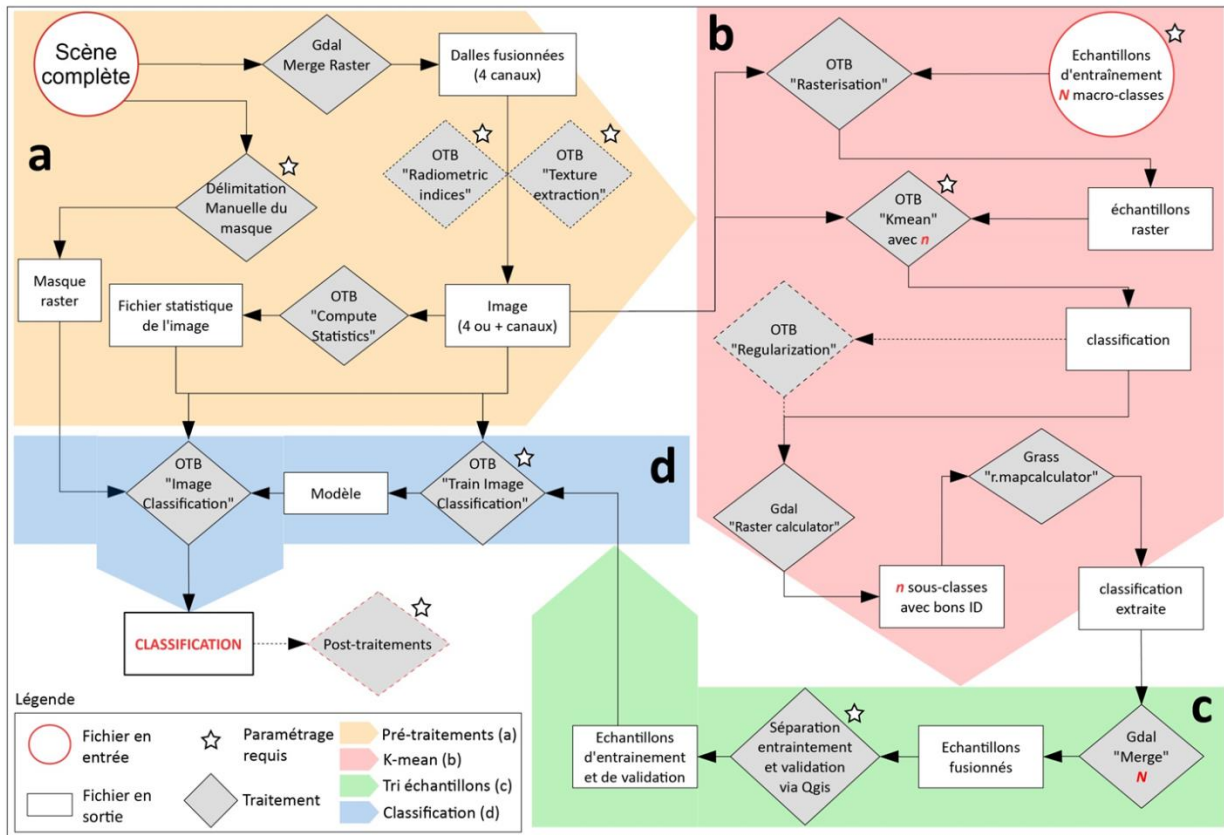 Scène
complète
Gdal
Merge Raster
Dalles fusionnées
(4 canaux)
a
Délimitation
Manuelle du
masque
OTB
"Radiometric
indices"
OTB
"Texture
extraction"
Masque
raster
Fichier statistique
de l'image
OTB
"Compute
Statistics"
Image
(4 ou + canaux)
b
OTB
"Rasterisation"
Echantillons
d'entraînement
N macro-classes
OTB
"Kmean"
avec n
échantillons
raster
OTB
"Regularization"
classification
Gdal
"Raster calculator"
Grass
"r.mapcalculator"
n sous-classes
avec bons ID
classification
extraite
d
OTB
"Image
Classification"
Modèle
OTB
"Train Image
Classification"
CLASSIFICATION
Post-traitements
c
Echantillons
d'entrainement
et de validation
Séparation
entraintement
et validation
via Qgis
Echantillons
fusionnés
Gdal
"Merge"
N
Légende
Fichier en
entrée
Paramétrage
requis
Fichier en
sortie
Traitement
Pré-traitements (a)
K-mean (b)
Tri échantillons (c)
Classification (d)